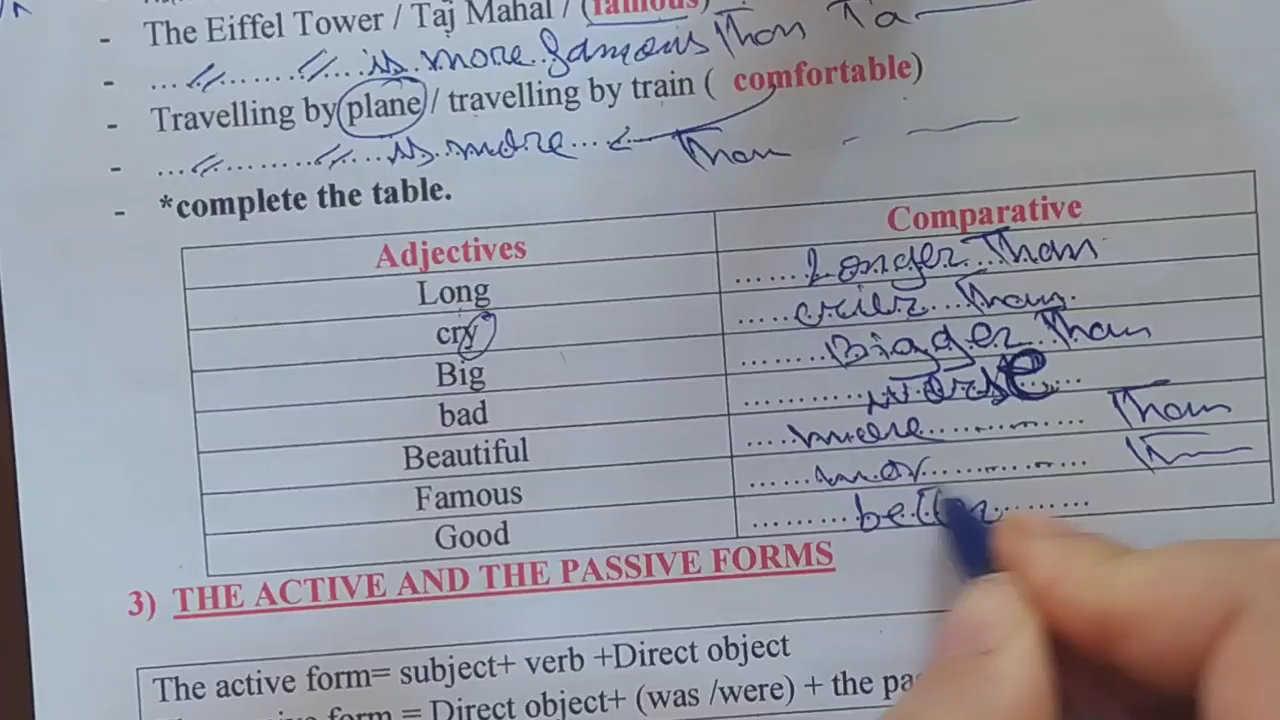 - The Eiffel Tower / Taj Mahal / (famous)
- ... is more famous than Ta
- Travelling by plane / travelling by train ( comfortable)
- ... is more ... Than
- *complete the table.
Adjectives Comparative
Long ......Longer Than
cry .....crier Than
Big ........Bigger Than
bad ............worse......
Beautiful ....more............ Than
Famous ......mor............ Th
Good .........better.........
3) THE ACTIVE AND THE PASSIVE FORMS
The active form= subject+ verb +Direct object
form = Direct object+ (was /were) + the pa